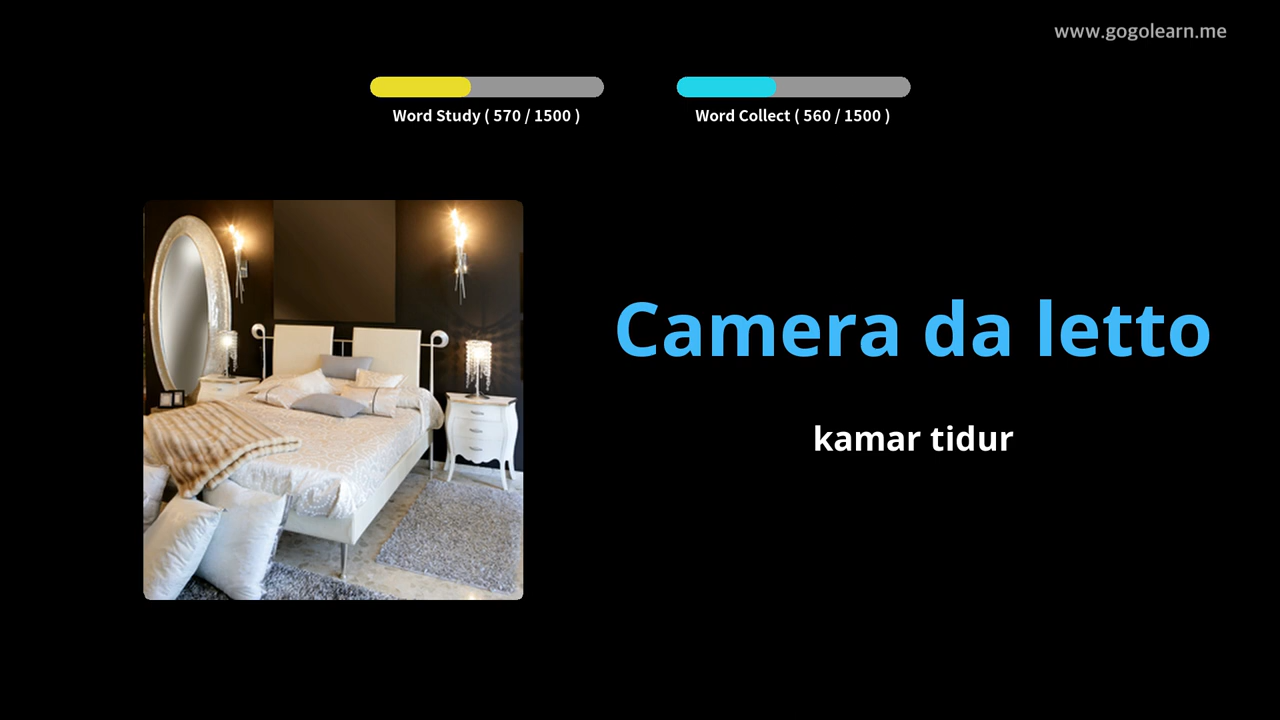 www.gogolearn.me
Word Study ( 570 / 1500 )
Word Collect ( 560 / 1500 )
Camera da letto
kamar tidur